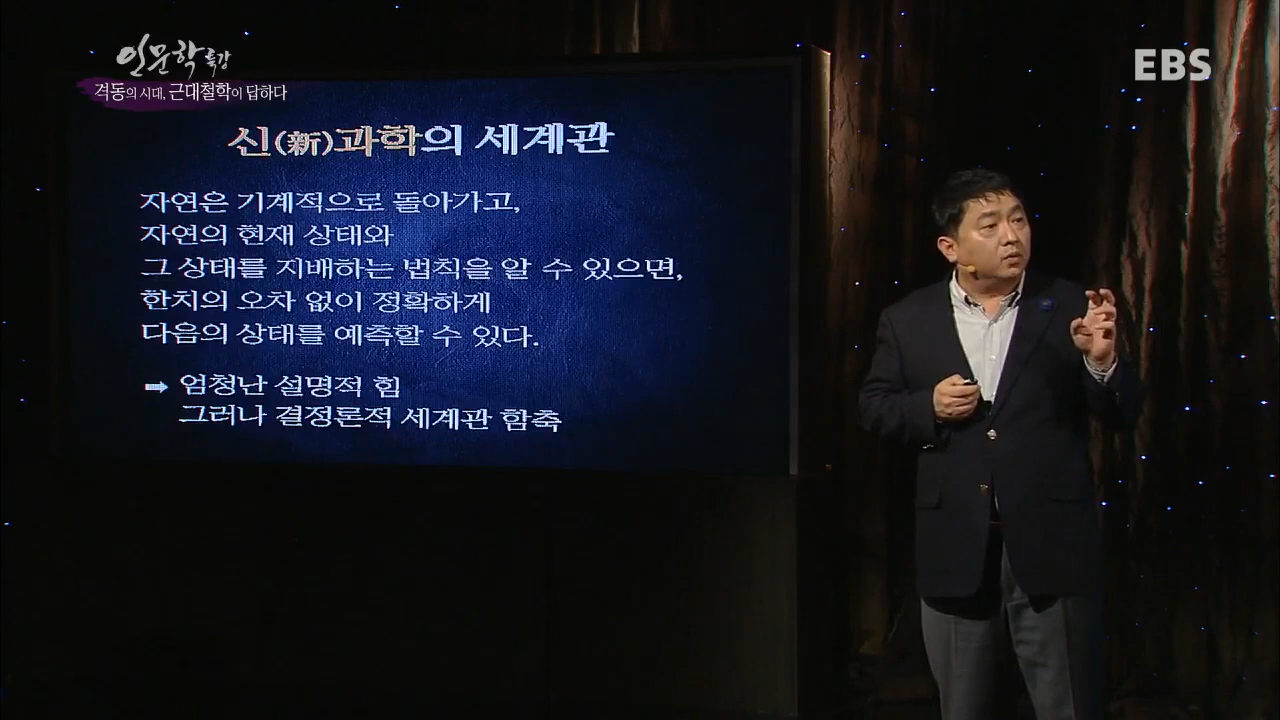 인문학 특강
격동의 시대, 근대철학이 답하다
EBS
신(新)과학의 세계관
자연은 기계적으로 돌아가고,
자연의 현재 상태와
그 상태를 지배하는 법칙을 알 수 있으면,
한치의 오차 없이 정확하게
다음의 상태를 예측할 수 있다.
➡ 엄청난 설명적 힘
그러나 결정론적 세계관 함축